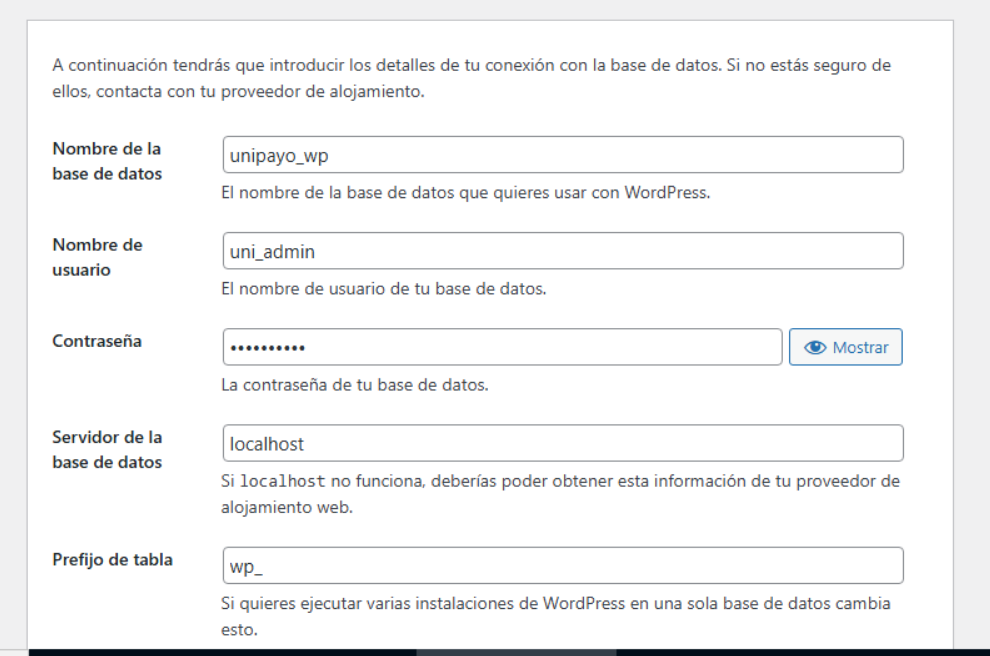 A continuación tendrás que introducir los detalles de tu conexión con la base de datos. Si no estás seguro de
ellos, contacta con tu proveedor de alojamiento.
Nombre de la
base de datos
unipayo_wp
El nombre de la base de datos que quieres usar con WordPress.
Nombre de
usuario
uni_admin
El nombre de usuario de tu base de datos.
Contraseña
••••••••••
Mostrar
La contraseña de tu base de datos.
Servidor de la
base de datos
localhost
Si localhost no funciona, deberías poder obtener esta información de tu proveedor de
alojamiento web.
Prefijo de tabla
wp_
Si quieres ejecutar varias instalaciones de WordPress en una sola base de datos cambia
esto.